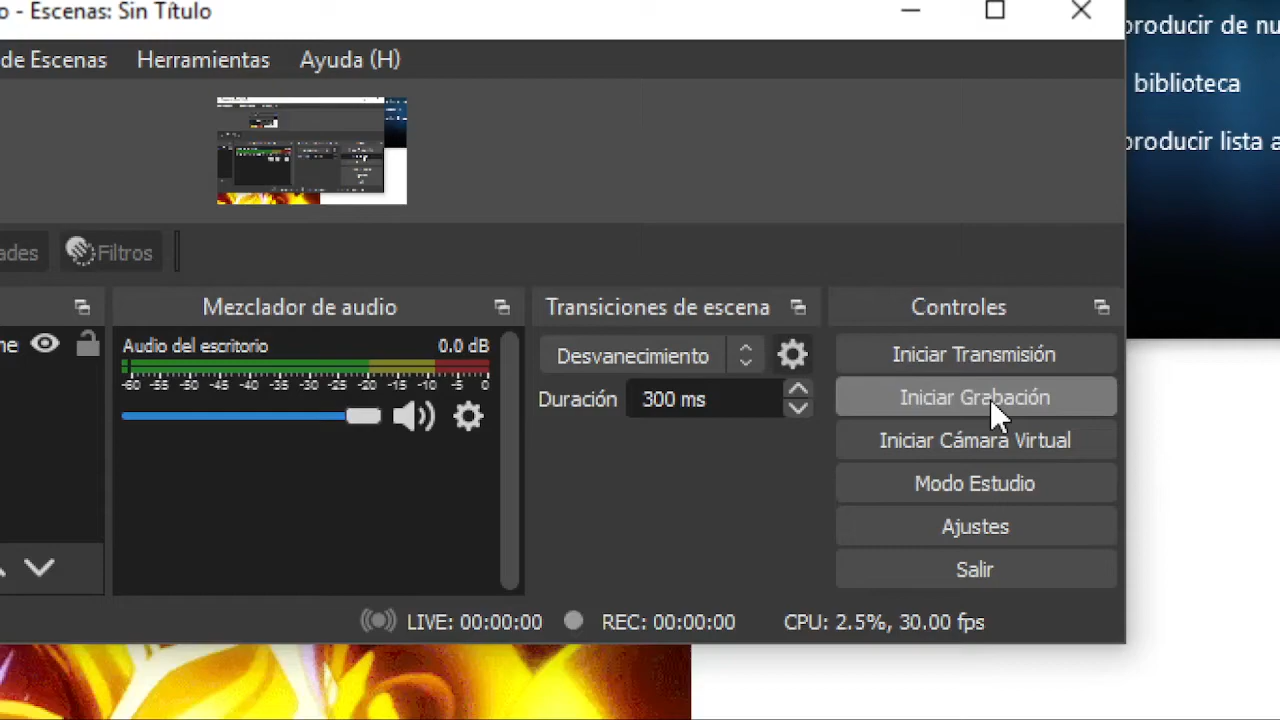 o - Escenas: Sin Título
de Escenas Herramientas Ayuda (H)
producir de nu
biblioteca
producir lista a
ades Filtros
Mezclador de audio Transiciones de escena Controles
ne Audio del escritorio 0.0 dB
-60 -55 -50 -45 -40 -35 -30 -25 -20 -15 -10 -5 0
Desvanecimiento
Duración 300 ms
Iniciar Transmisión
Iniciar Grabación
Iniciar Cámara Virtual
Modo Estudio
Ajustes
Salir
LIVE: 00:00:00 REC: 00:00:00 CPU: 2.5%, 30.00 fps